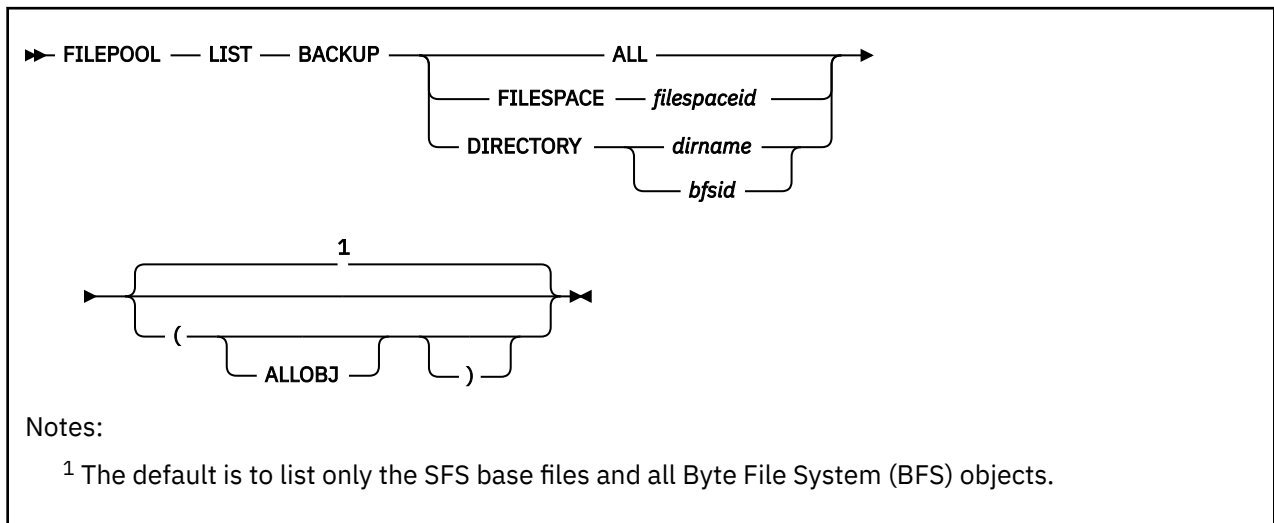 FILEPOOL LIST BACKUP ALL
FILESPACE filespaceid
DIRECTORY dirname
bfsid
1
(
ALLOBJ )
Notes:
1 The default is to list only the SFS base files and all Byte File System (BFS) objects.